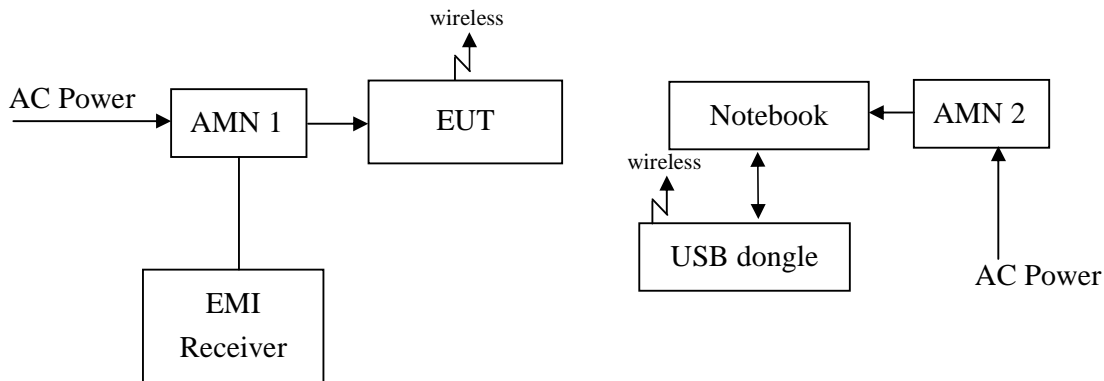 wireless
AC Power
AMN 1
EUT
EMI
Receiver
Notebook
AMN 2
wireless
USB dongle
AC Power